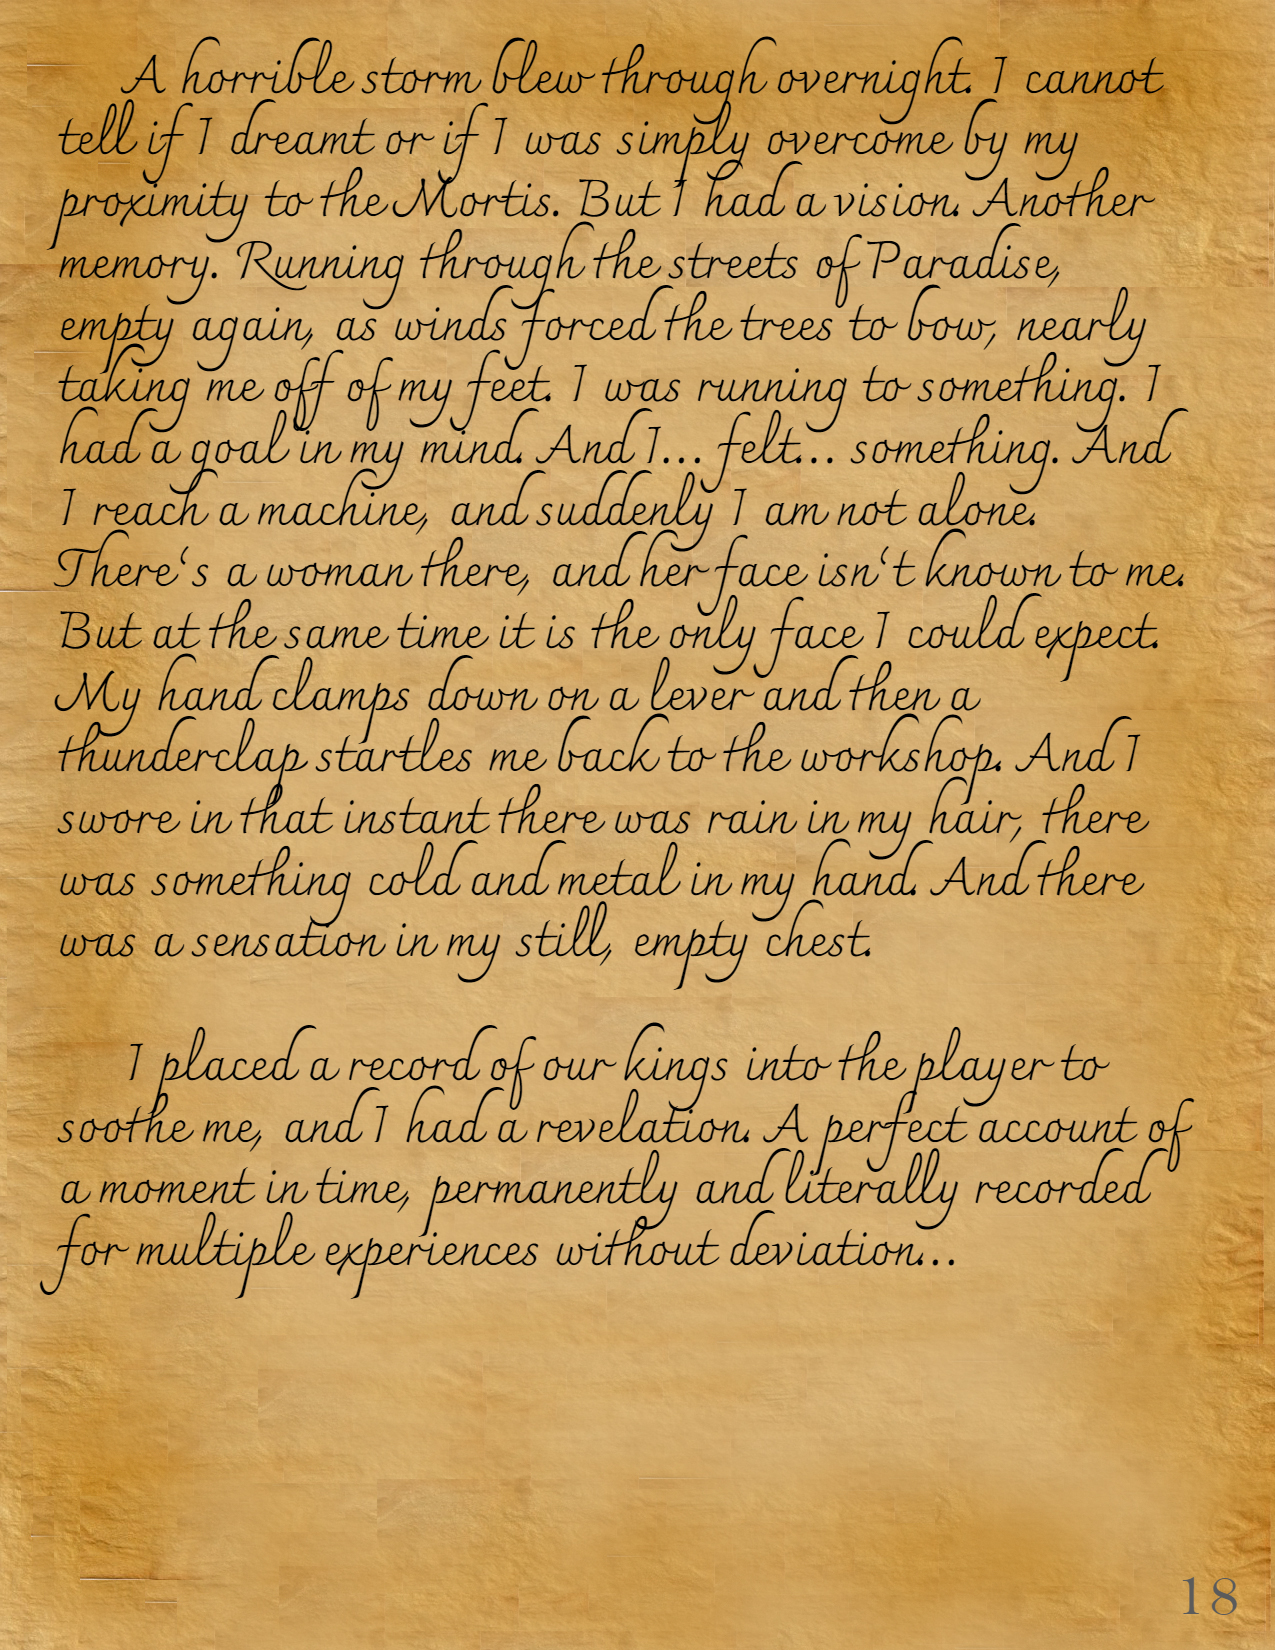 A horrible storm blew through overnight. I cannot
tell if I dreamt or if I was simply overcome by my
proximity to the Mortis. But I had a vision. Another
memory. Running through the streets of Paradise,
empty again, as winds forced the trees to bow, nearly
taking me off of my feet. I was running to something. I
had a goal in my mind. And I... felt... something. And
I reach a machine, and suddenly I am not alone.
There's a woman there, and her face isn't known to me.
But at the same time it is the only face I could expect.
My hand clamps down on a lever and then a
thunderclap startles me back to the workshop. And I
swore in that instant there was rain in my hair, there
was something cold and metal in my hand. And there
was a sensation in my still, empty chest.
I placed a record of our kings into the player to
soothe me, and I had a revelation. A perfect account of
a moment in time, permanently and literally recorded
for multiple experiences without deviation...
18